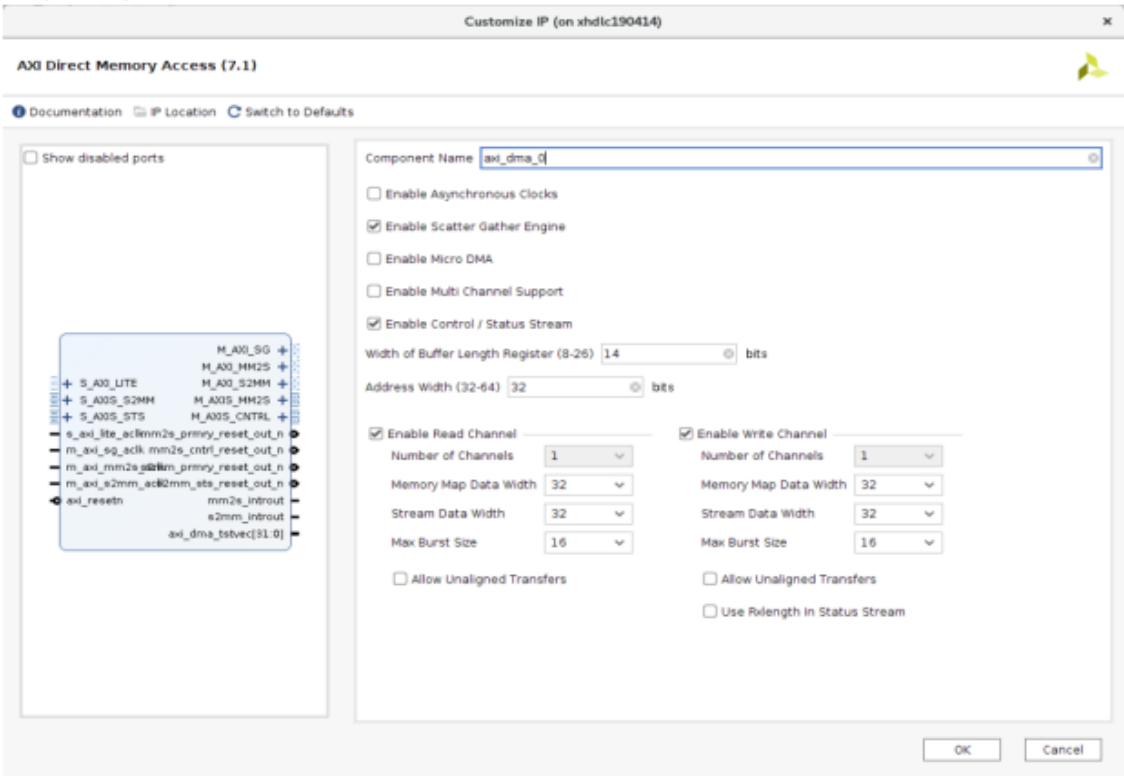 Customize IP (on xhdlc190414)
AXI Direct Memory Access (7.1)
Documentation IP Location Switch to Defaults
Show disabled ports
M_AXI_SG
M_AXI_MM2S
S_AXI_LITE M_AXI_S2MM
S_AXIS_S2MM M_AXIS_MM2S
S_AXIS_STS M_AXIS_CNTRL
mm2s_prmry_reset_out_n
m_axi_sg_aclk mm2s_cntrl_reset_out_n
axi_resetn mm2s_introut
s2mm_introut
axi_dma_tstvec[31:0]
Component Name axi_dma_0
Enable Asynchronous Clocks
Enable Scatter Gather Engine
Enable Micro DMA
Enable Multi Channel Support
Enable Control / Status Stream
Width of Buffer Length Register (8-26) 14 bits
Address Width (32-64) 32 bits
Enable Read Channel
Number of Channels 1
Memory Map Data Width 32
Stream Data Width 32
Max Burst Size 16
Allow Unaligned Transfers
Enable Write Channel
Number of Channels 1
Memory Map Data Width 32
Stream Data Width 32
Max Burst Size 16
Allow Unaligned Transfers
Use Rxlength In Status Stream
OK Cancel